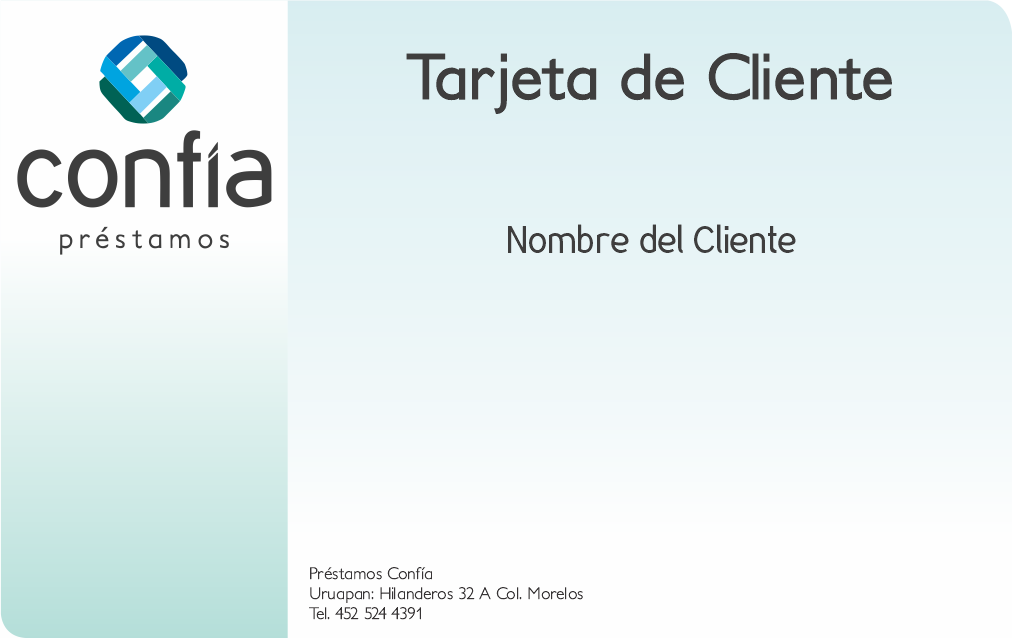 confía
préstamos
Tarjeta de Cliente
Nombre del Cliente
Préstamos Confía
Uruapan: Hilanderos 32 A Col. Morelos
Tel. 452 524 4391